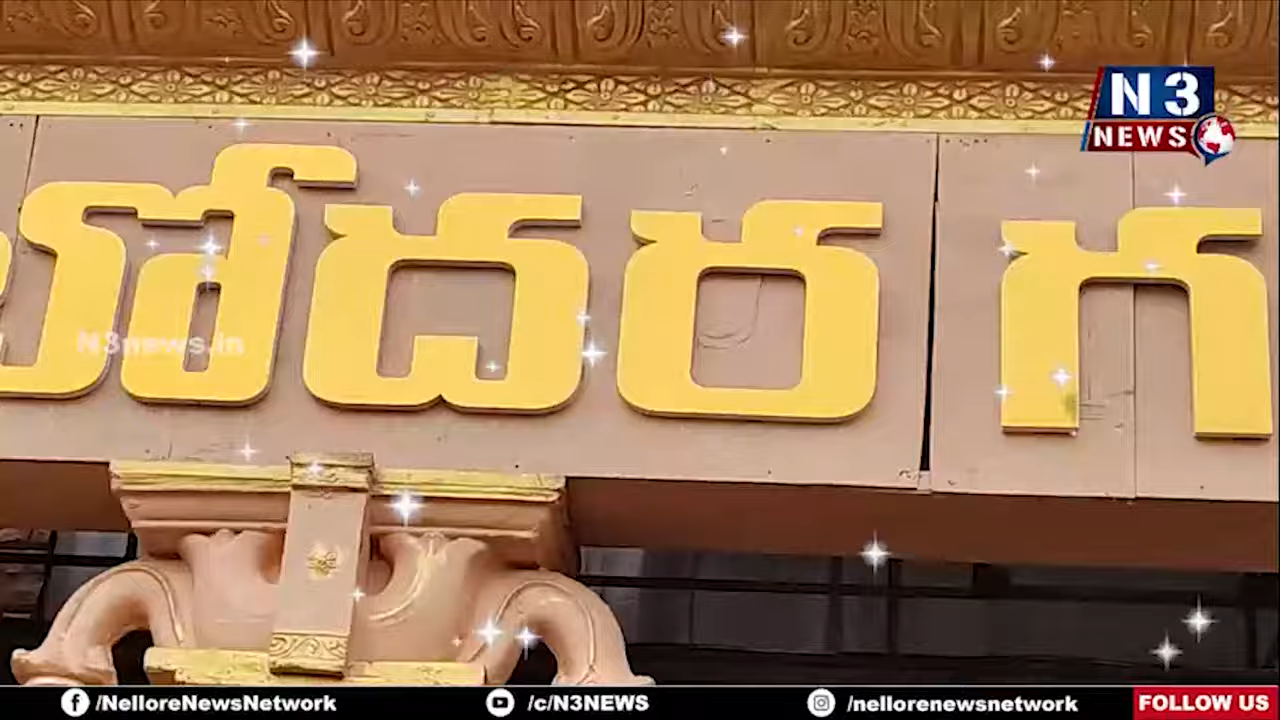 N3
NEWS
దర గ
N3news.in
/NelloreNewsNetwork
/c/N3NEWS
/nellorenewsnetwork
FOLLOW US